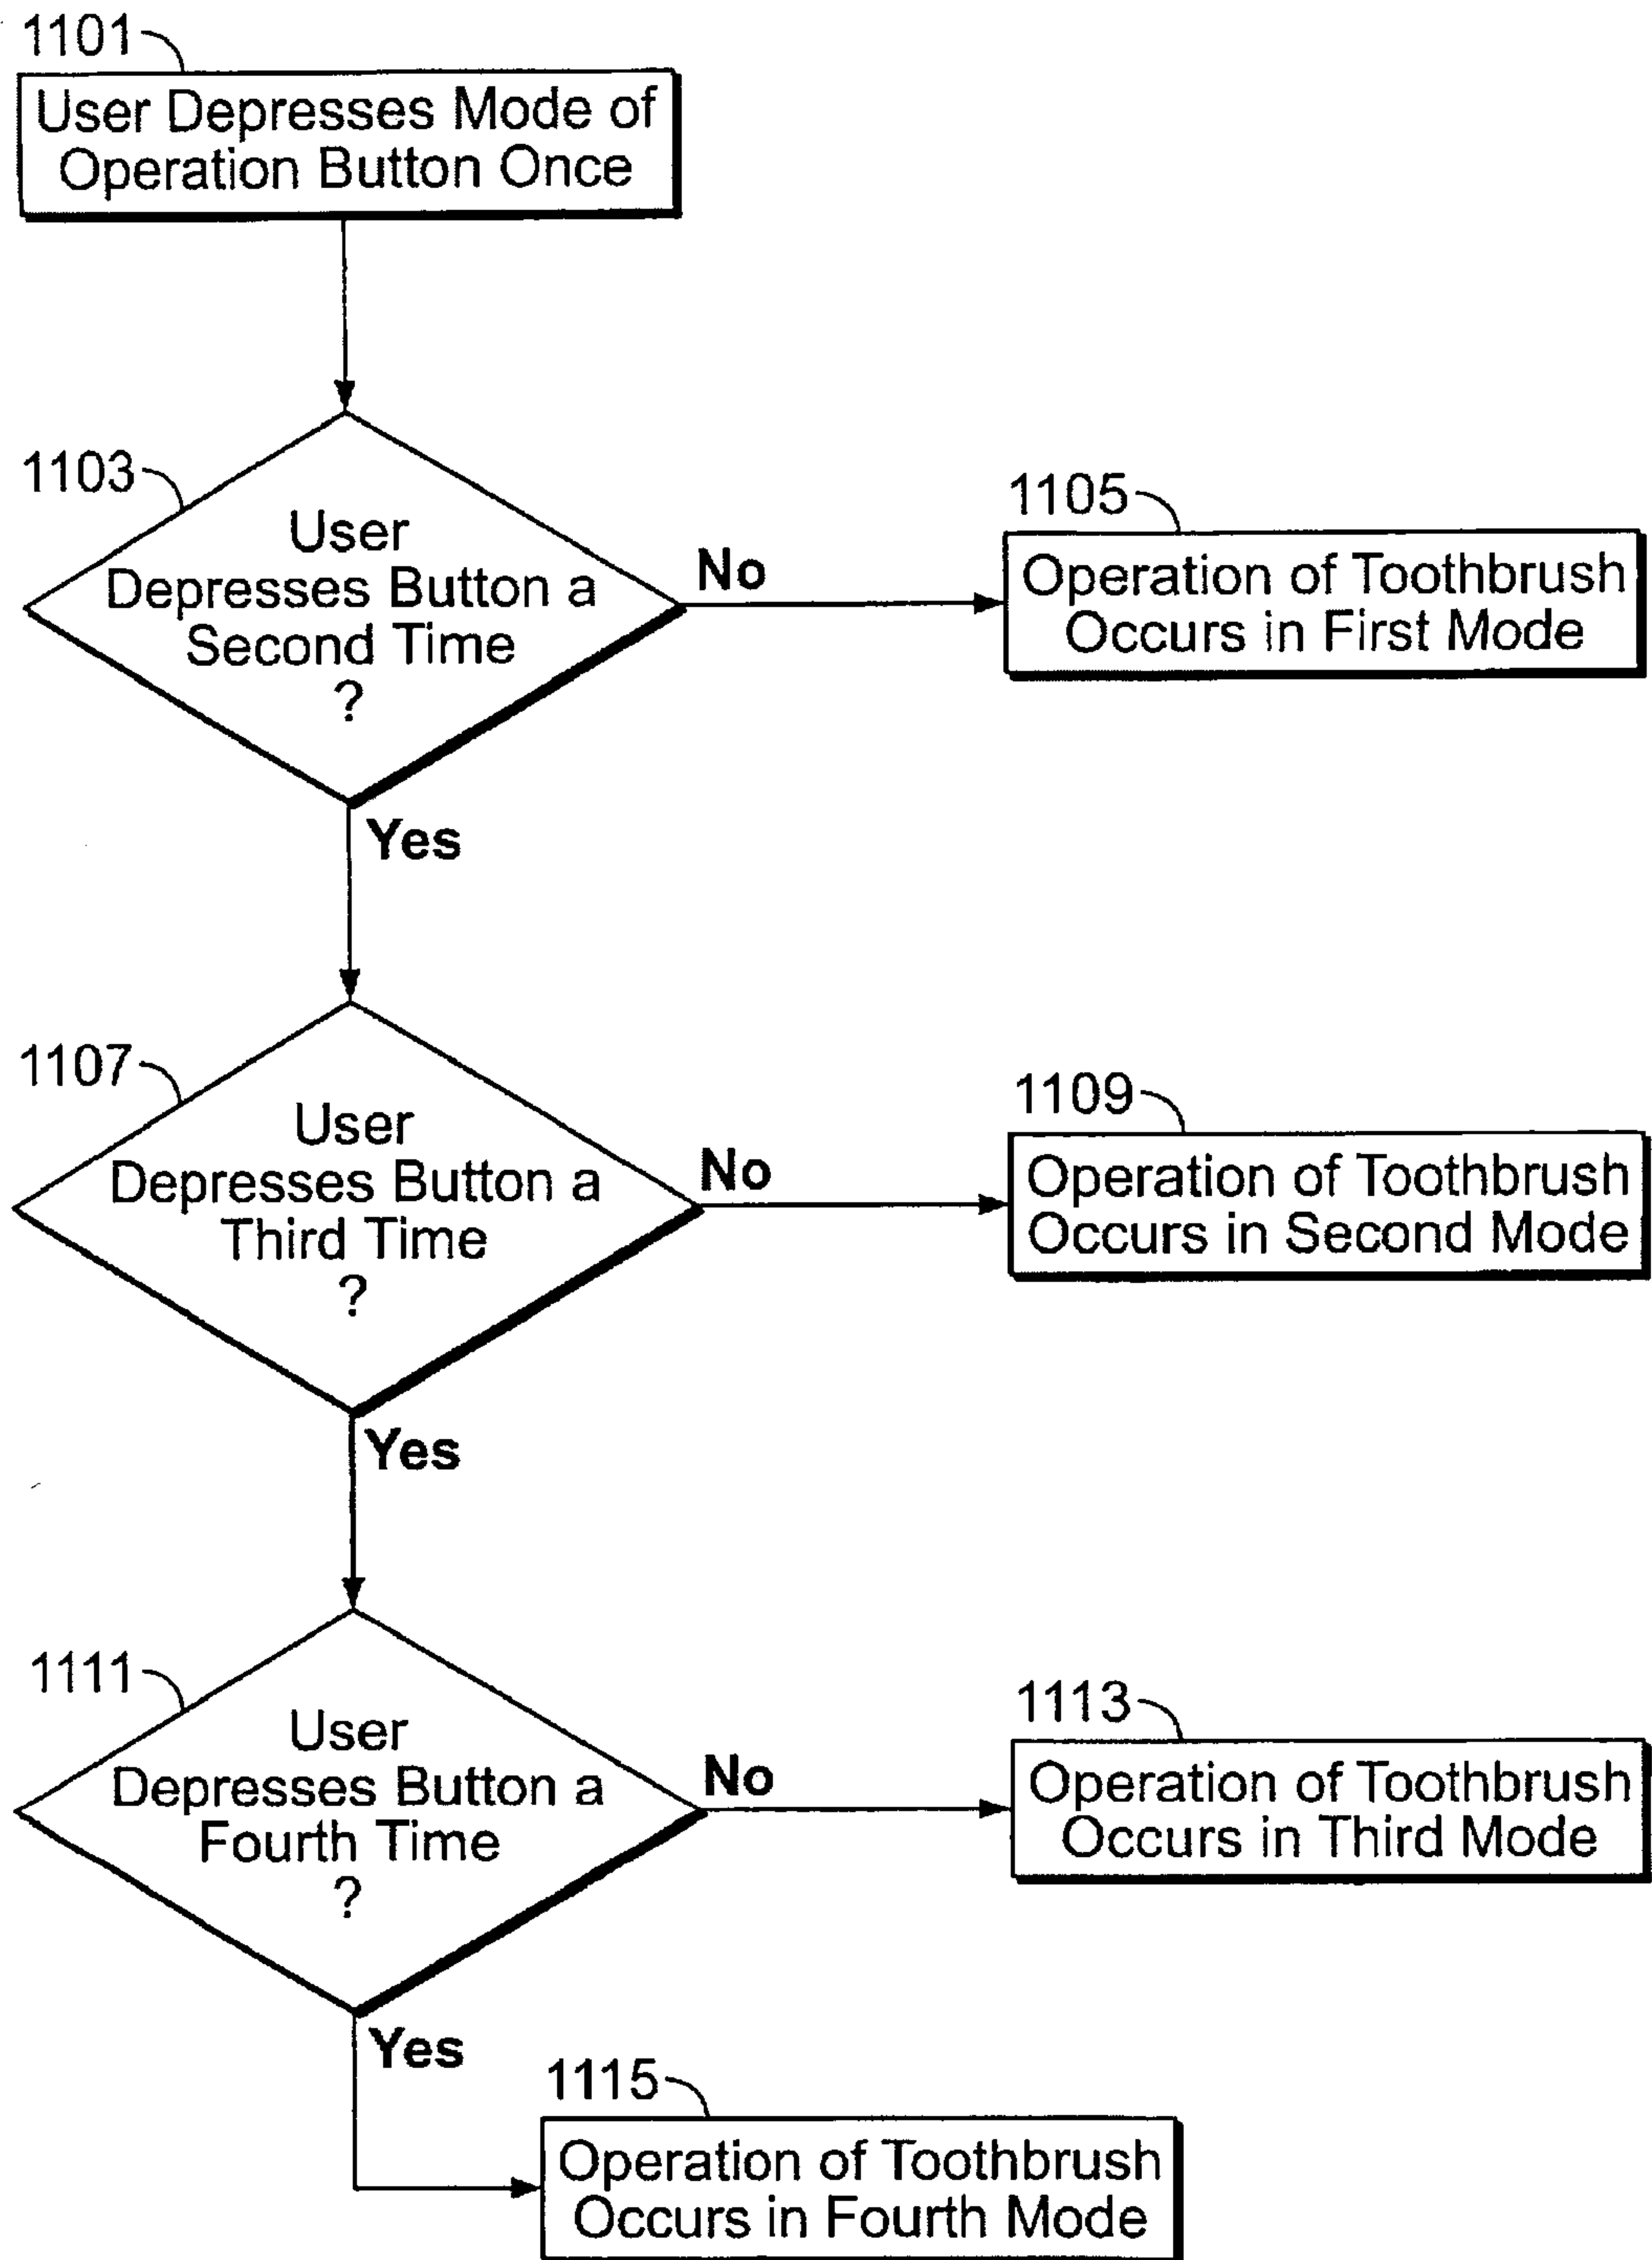 1101
User Depresses Mode of
Operation Button Once
1103
User
Depresses Button a
Second Time
?
No
1105
Operation of Toothbrush
Occurs in First Mode
Yes
1107
User
Depresses Button a
Third Time
?
No
1109
Operation of Toothbrush
Occurs in Second Mode
Yes
1111
User
Depresses Button a
Fourth Time
?
No
1113
Operation of Toothbrush
Occurs in Third Mode
Yes
1115
Operation of Toothbrush
Occurs in Fourth Mode